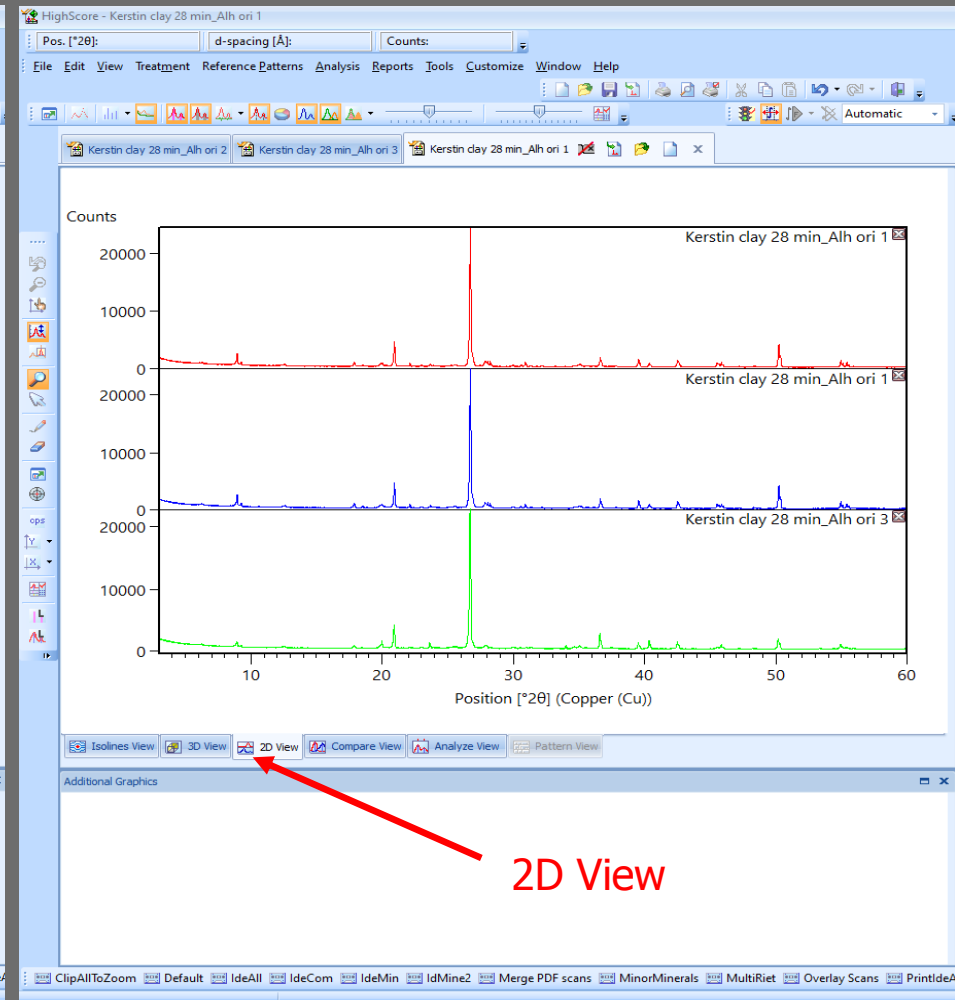 HighScore - Kerstin clay 28 min_Alh ori 1
Pos. [°2θ]: d-spacing [Å]: Counts:
File Edit View Treatment Reference Patterns Analysis Reports Tools Customize Window Help
Automatic
Kerstin clay 28 min_Alh ori 2 Kerstin clay 28 min_Alh ori 3 Kerstin clay 28 min_Alh ori 1
Counts
Kerstin clay 28 min_Alh ori 1
20000
10000
0
Kerstin clay 28 min_Alh ori 1
20000
10000
0
Kerstin clay 28 min_Alh ori 3
20000
10000
0
10 20 30 40 50 60
Position [°2θ] (Copper (Cu))
cps
Isolines View 3D View 2D View Compare View Analyze View Pattern View
Additional Graphics
2D View
ClipAllToZoom Default IdeAll IdeCom IdeMin IdMine2 Merge PDF scans MinorMinerals MultiRiet Overlay Scans PrintIdeA